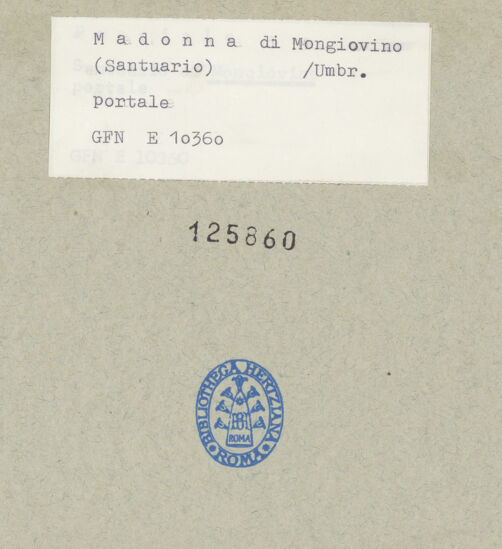 M a d o n n a di Mongiovino
(Santuario) /Umbr.
portale
GFN E 10360
125860
BIBLIOTHECA HERTZIANA
ROMA
ROMA